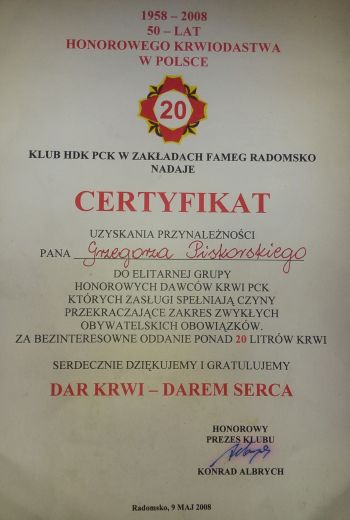 1958 – 2008
50 – LAT
HONOROWEGO KRWIODASTWA
W POLSCE
20
KLUB HDK PCK W ZAKŁADACH FAMEG RADOMSKO
NADAJE
CERTYFIKAT
UZYSKANIA PRZYNALEŻNOŚCI
PANA Grzegorza Piskorskiego
DO ELITARNEJ GRUPY
HONOROWYCH DAWCÓW KRWI PCK
KTÓRYCH ZASŁUGI SPEŁNIAJĄ CZYNY
PRZEKRACZAJĄCE ZAKRES ZWYKŁYCH
OBYWATELSKICH OBOWIĄZKÓW.
ZA BEZINTERESOWNE ODDANIE PONAD 20 LITRÓW KRWI
SERDECZNIE DZIĘKUJEMY I GRATULUJEMY
DAR KRWI – DAREM SERCA
HONOROWY
PREZES KLUBU
KONRAD ALBRYCH
Radomsko, 9 MAJ 2008